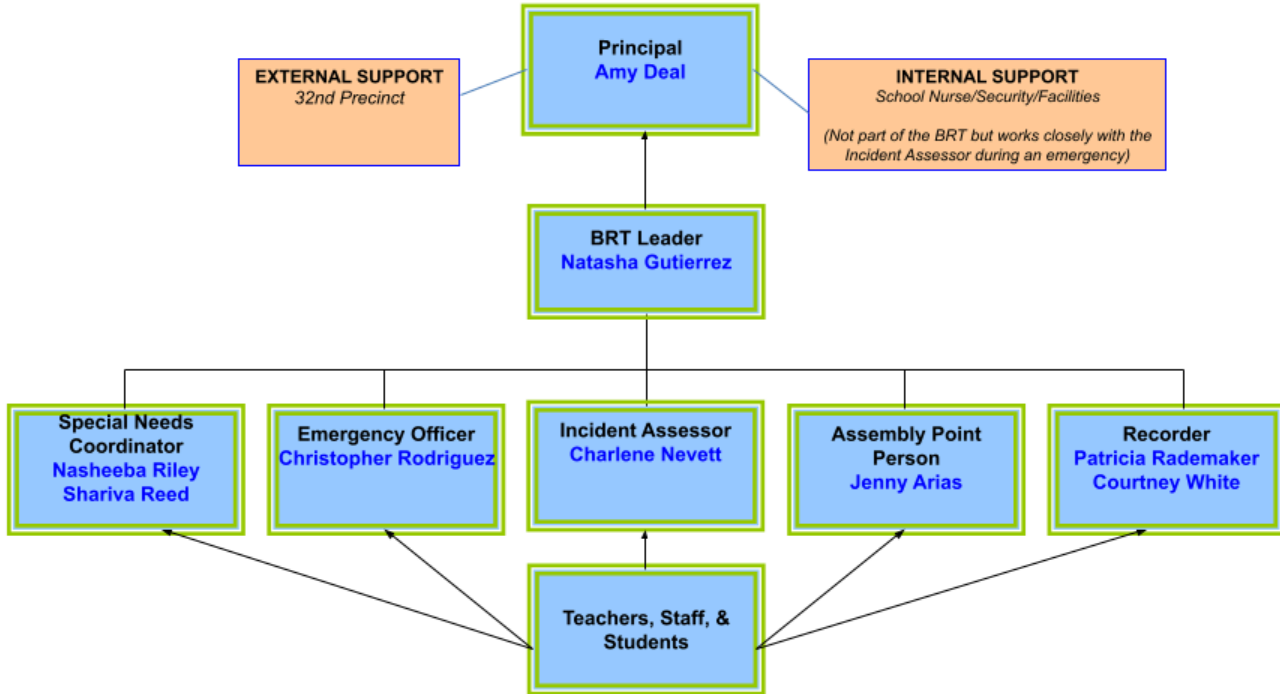 Principal
Amy Deal
EXTERNAL SUPPORT
32nd Precinct
INTERNAL SUPPORT
School Nurse/Security/Facilities
(Not part of the BRT but works closely with the
Incident Assessor during an emergency)
BRT Leader
Natasha Gutierrez
Special Needs
Coordinator
Nasheeba Riley
Shariva Reed
Emergency Officer
Christopher Rodriguez
Incident Assessor
Charlene Nevett
Assembly Point
Person
Jenny Arias
Recorder
Patricia Rademaker
Courtney White
Teachers, Staff, &
Students